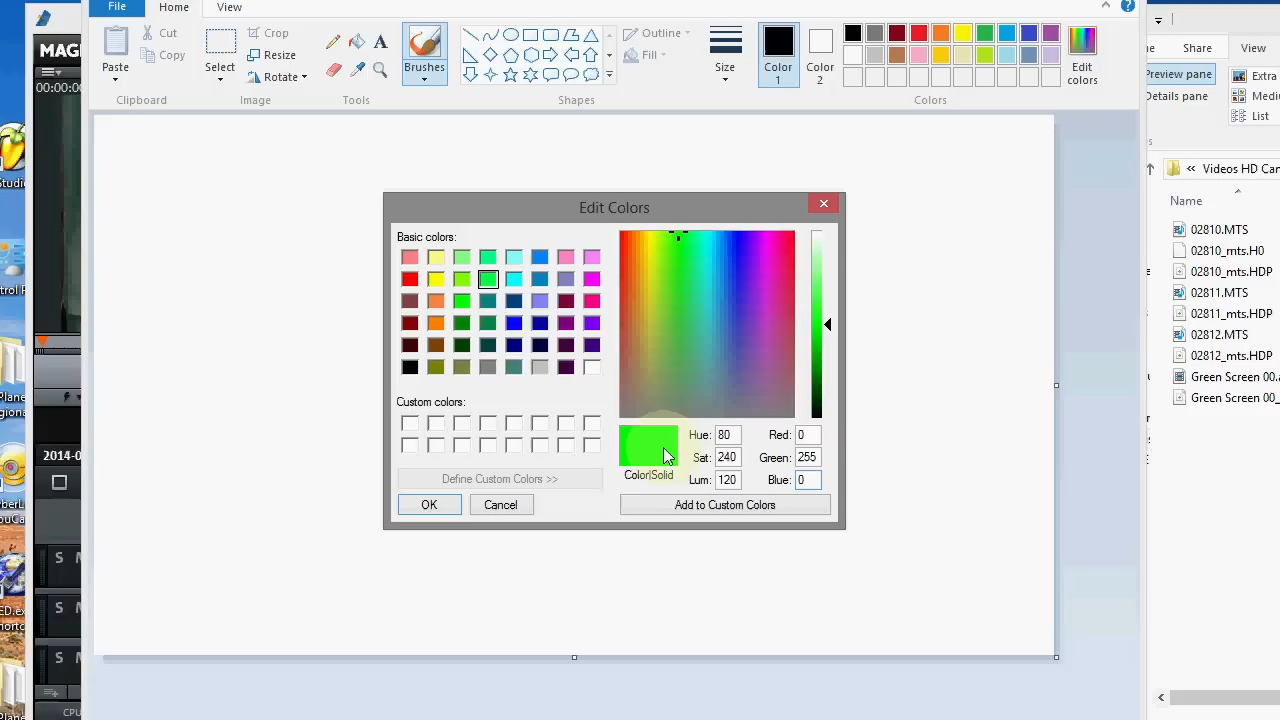 File Home View
MAG
Cut
Copy
Paste
Clipboard
Select
Crop
Resize
Rotate
Image
Tools
A
Brushes
Shapes
Outline
Fill
Size
Color 1
Color 2
Colors
Edit colors
Share View
Preview pane
Details pane
Extra
Medi
List
00:00:00
Studio
Edit Colors
Basic colors:
Custom colors:
Define Custom Colors >>
OK Cancel
Color|Solid
Hue: 80 Red: 0
Sat: 240 Green: 255
Lum: 120 Blue: 0
Add to Custom Colors
Videos HD Can
Name
02810.MTS
02810_mts.H0
02810_mts.HDP
02811.MTS
02811_mts.HDP
02812.MTS
02812_mts.HDP
Green Screen 00.
Green Screen 00_
2014-0
S M
S M
S M
CPU